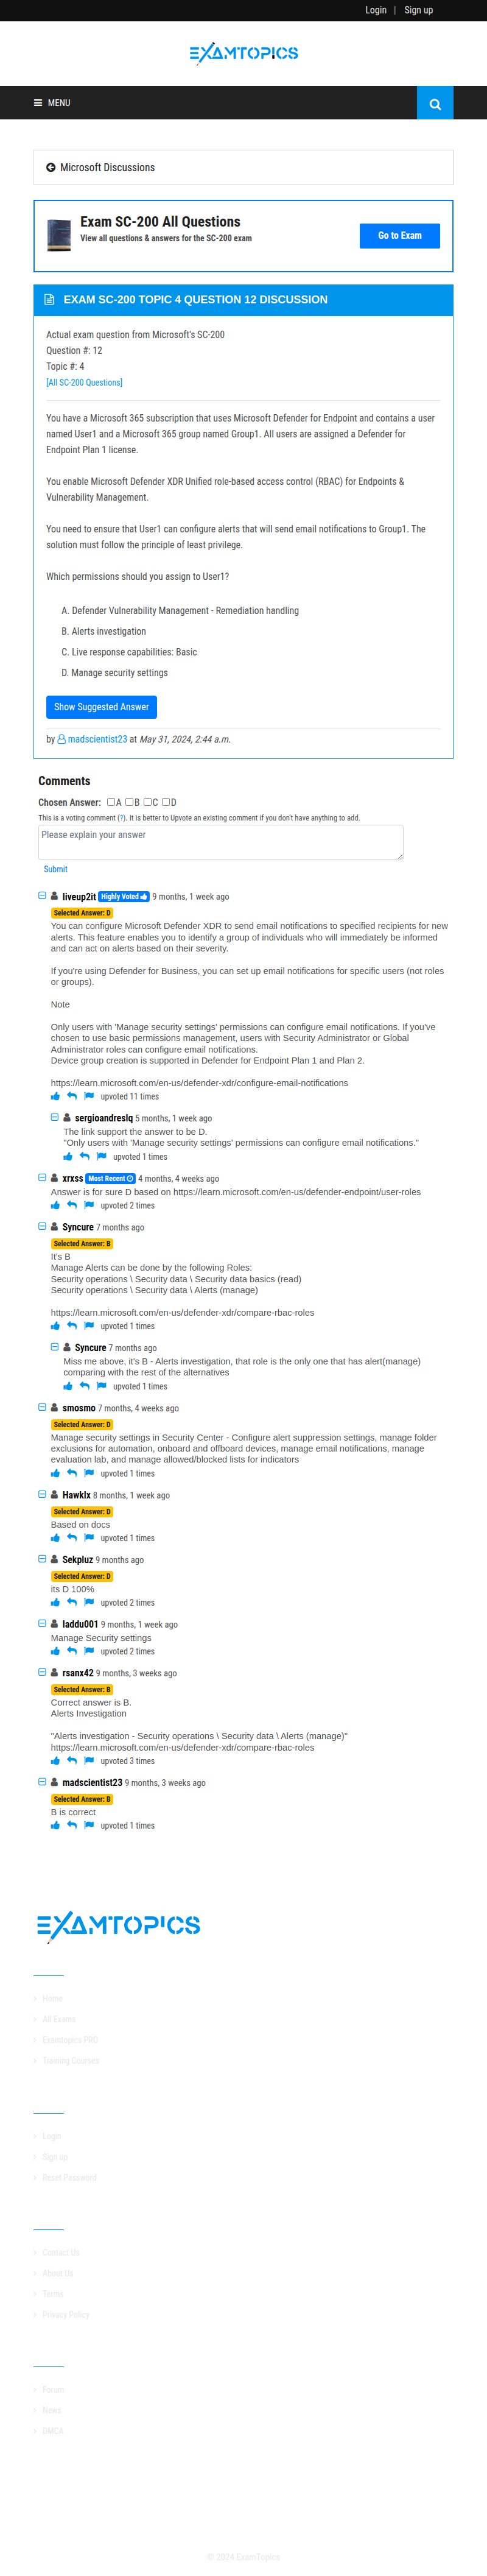 Login | Sign up
EXAMTOPICS
MENU
Microsoft Discussions
Exam SC-200 All Questions
View all questions & answers for the SC-200 exam
Go to Exam
EXAM SC-200 TOPIC 4 QUESTION 12 DISCUSSION
Actual exam question from Microsoft's SC-200
Question #: 12
Topic #: 4
[All SC-200 Questions]
You have a Microsoft 365 subscription that uses Microsoft Defender for Endpoint and contains a user
named User1 and a Microsoft 365 group named Group1. All users are assigned a Defender for
Endpoint Plan 1 license.
You enable Microsoft Defender XDR Unified role-based access control (RBAC) for Endpoints &
Vulnerability Management.
You need to ensure that User1 can configure alerts that will send email notifications to Group1. The
solution must follow the principle of least privilege.
Which permissions should you assign to User1?
A. Defender Vulnerability Management - Remediation handling
B. Alerts investigation
C. Live response capabilities: Basic
D. Manage security settings
Show Suggested Answer
by madscientist23 at May 31, 2024, 2:44 a.m.
Comments
Chosen Answer: A B C D
This is a voting comment (?). It is better to Upvote an existing comment if you don't have anything to add.
Please explain your answer
Submit
liveup2it Highly Voted 9 months, 1 week ago
Selected Answer: D
You can configure Microsoft Defender XDR to send email notifications to specified recipients for new
alerts. This feature enables you to identify a group of individuals who will immediately be informed
and can act on alerts based on their severity.
If you're using Defender for Business, you can set up email notifications for specific users (not roles
or groups).
Note
Only users with 'Manage security settings' permissions can configure email notifications. If you've
chosen to use basic permissions management, users with Security Administrator or Global
Administrator roles can configure email notifications.
Device group creation is supported in Defender for Endpoint Plan 1 and Plan 2.
https://learn.microsoft.com/en-us/defender-xdr/configure-email-notifications
upvoted 11 times
sergioandreslq 5 months, 1 week ago
The link support the answer to be D.
"Only users with 'Manage security settings' permissions can configure email notifications."
upvoted 1 times
xrxss Most Recent 4 months, 4 weeks ago
Answer is for sure D based on https://learn.microsoft.com/en-us/defender-endpoint/user-roles
upvoted 2 times
Syncure 7 months ago
Selected Answer: B
It's B
Manage Alerts can be done by the following Roles:
Security operations \ Security data \ Security data basics (read)
Security operations \ Security data \ Alerts (manage)
https://learn.microsoft.com/en-us/defender-xdr/compare-rbac-roles
upvoted 1 times
Syncure 7 months ago
Miss me above, it's B - Alerts investigation, that role is the only one that has alert(manage)
comparing with the rest of the alternatives
upvoted 1 times
smosmo 7 months, 4 weeks ago
Selected Answer: D
Manage security settings in Security Center - Configure alert suppression settings, manage folder
exclusions for automation, onboard and offboard devices, manage email notifications, manage
evaluation lab, and manage allowed/blocked lists for indicators
upvoted 1 times
Hawklx 8 months, 1 week ago
Selected Answer: D
Based on docs
upvoted 1 times
Sekpluz 9 months ago
Selected Answer: D
its D 100%
upvoted 2 times
laddu001 9 months, 1 week ago
Manage Security settings
upvoted 2 times
rsanx42 9 months, 3 weeks ago
Selected Answer: B
Correct answer is B.
Alerts Investigation
"Alerts investigation - Security operations \ Security data \ Alerts (manage)"
https://learn.microsoft.com/en-us/defender-xdr/compare-rbac-roles
upvoted 3 times
madscientist23 9 months, 3 weeks ago
Selected Answer: B
B is correct
upvoted 1 times
EXAMTOPICS
Home
All Exams
Examtopics PRO
Training Courses
Login
Sign up
Reset Password
Contact Us
About Us
Terms
Privacy Policy
Forum
News
DMCA
© 2024 ExamTopics